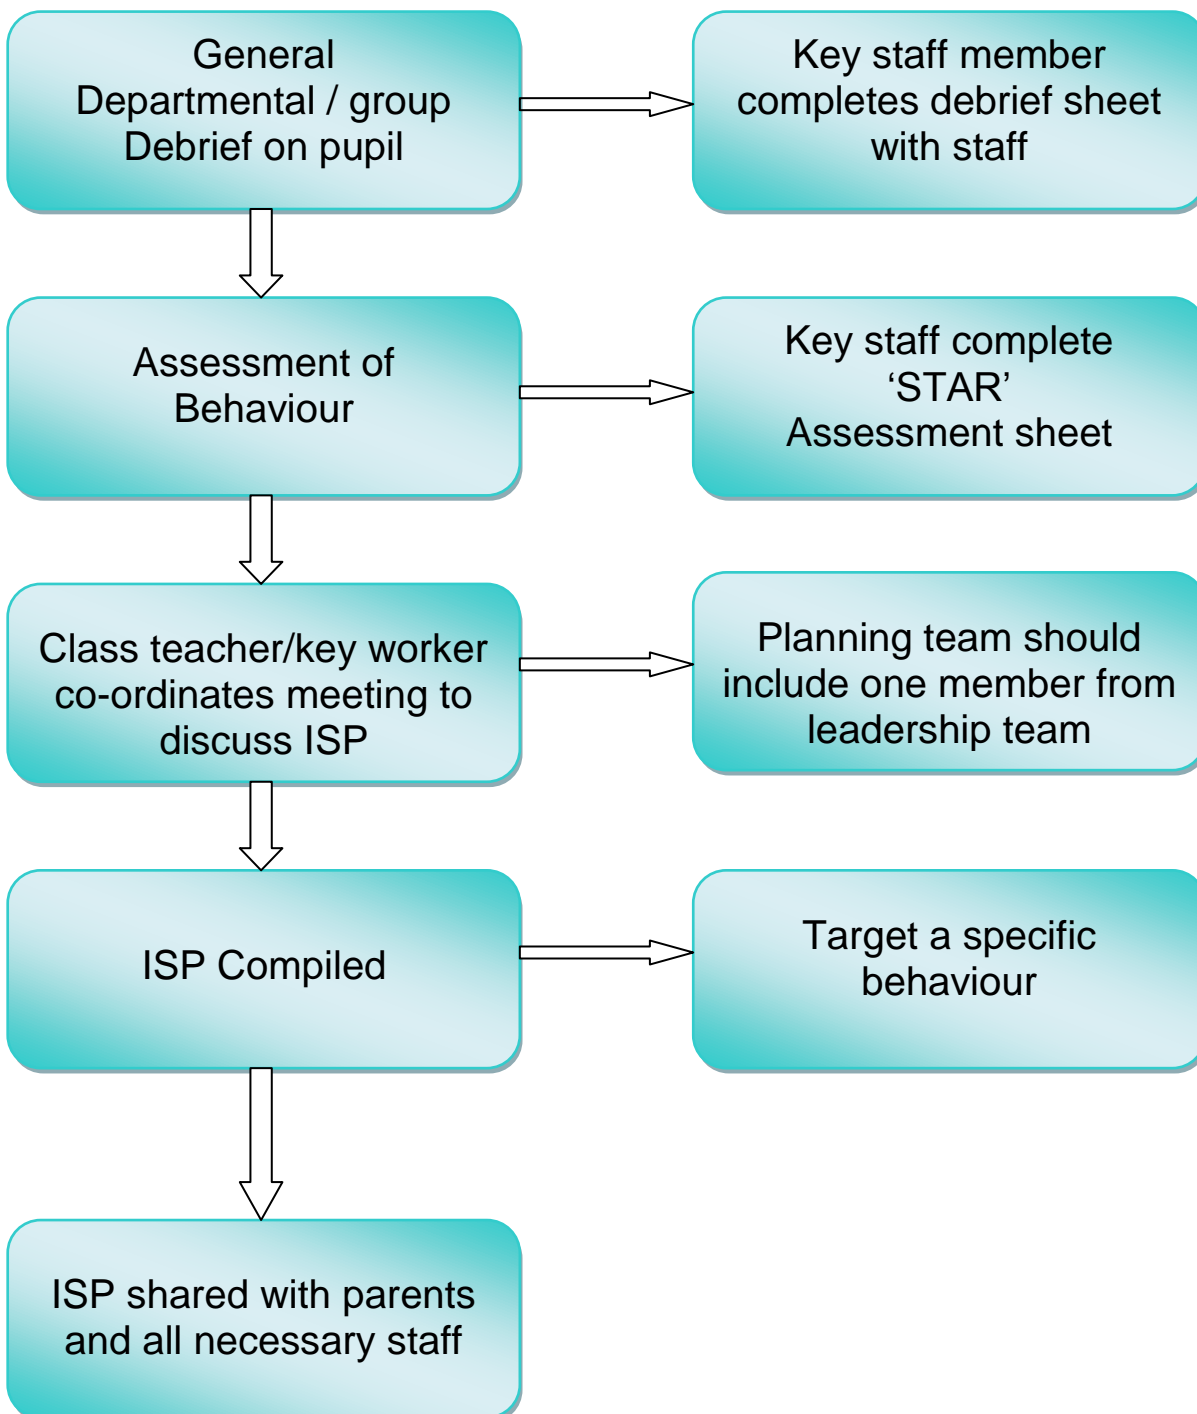 General
Departmental / group
Debrief on pupil
Key staff member
completes debrief sheet
with staff
Assessment of
Behaviour
Key staff complete
‘STAR’
Assessment sheet
Class teacher/key worker
co-ordinates meeting to
discuss ISP
Planning team should
include one member from
leadership team
ISP Compiled
Target a specific
behaviour
ISP shared with parents
and all necessary staff